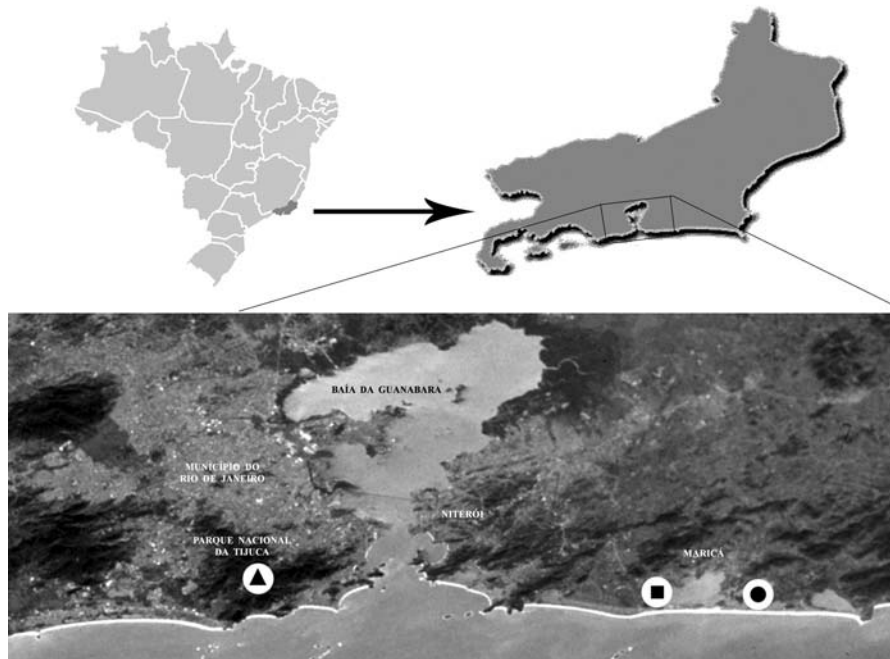 BAÍA DA GUANABARA
MUNICÍPIO DO
RIO DE JANEIRO
NITERÓI
PARQUE NACIONAL
DA TIJUCA
MARICÁ